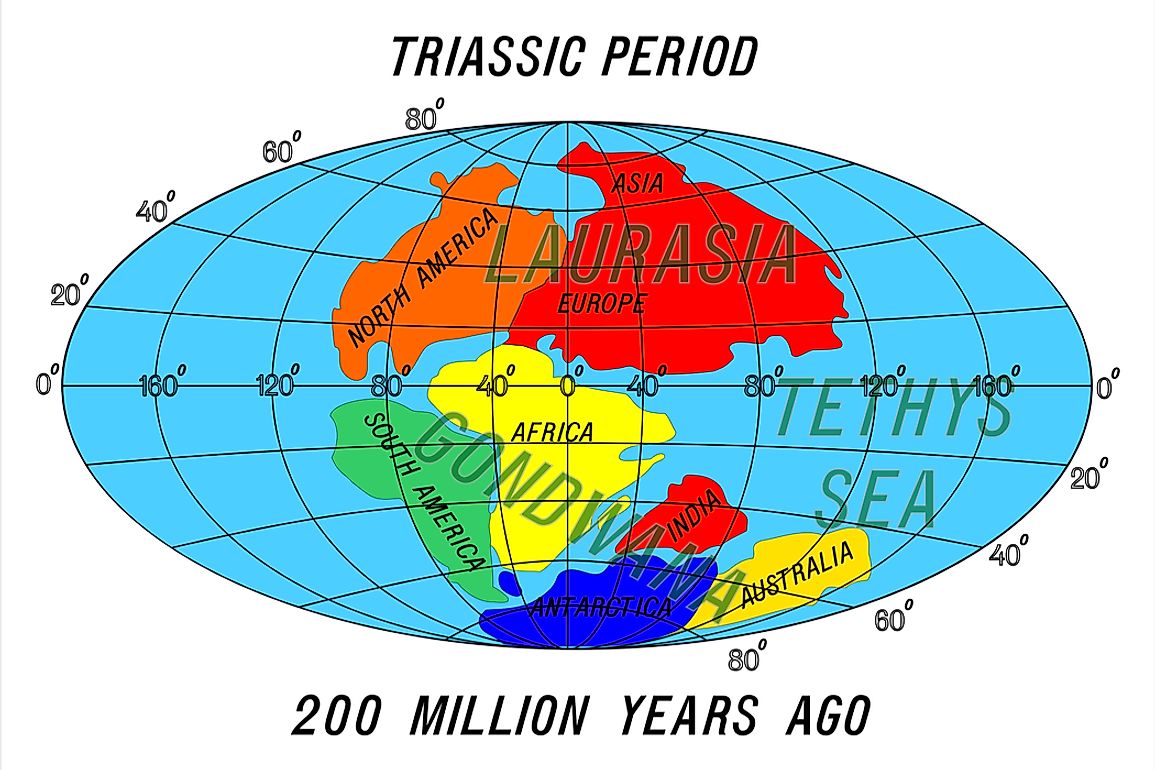 TRIASSIC PERIOD
80°
60°
40°
20°
ASIA
NORTH AMERICA
LAURASIA
EUROPE
0° 160° 120° 80° 40° 0° 40° 80° 120° 160° 0°
TETHYS
SEA
AFRICA
SOUTH AMERICA
GONDWANA
INDIA
AUSTRALIA
ANTARCTICA
20°
40°
60°
80°
200 MILLION YEARS AGO